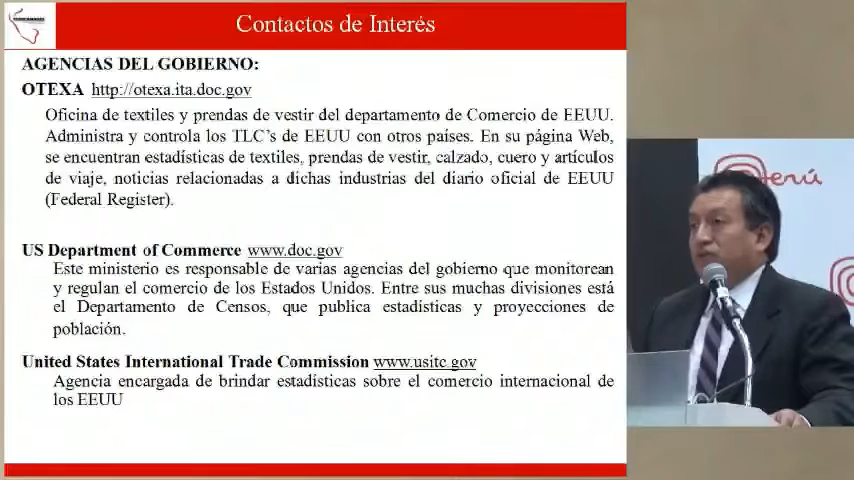 Contactos de Interés
AGENCIAS DEL GOBIERNO:
OTEXA http://otexa.ita.doc.gov
Oficina de textiles y prendas de vestir del departamento de Comercio de EEUU.
Administra y controla los TLC's de EEUU con otros países. En su página Web,
se encuentran estadísticas de textiles, prendas de vestir, calzado, cuero y artículos
de viaje, noticias relacionadas a dichas industrias del diario oficial de EEUU
(Federal Register).
US Department of Commerce www.doc.gov
Este ministerio es responsable de varias agencias del gobierno que monitorean
y regulan el comercio de los Estados Unidos. Entre sus muchas divisiones está
el Departamento de Censos, que publica estadísticas y proyecciones de
población.
United States International Trade Commission www.usitc.gov
Agencia encargada de brindar estadísticas sobre el comercio internacional de
los EEUU
Perú